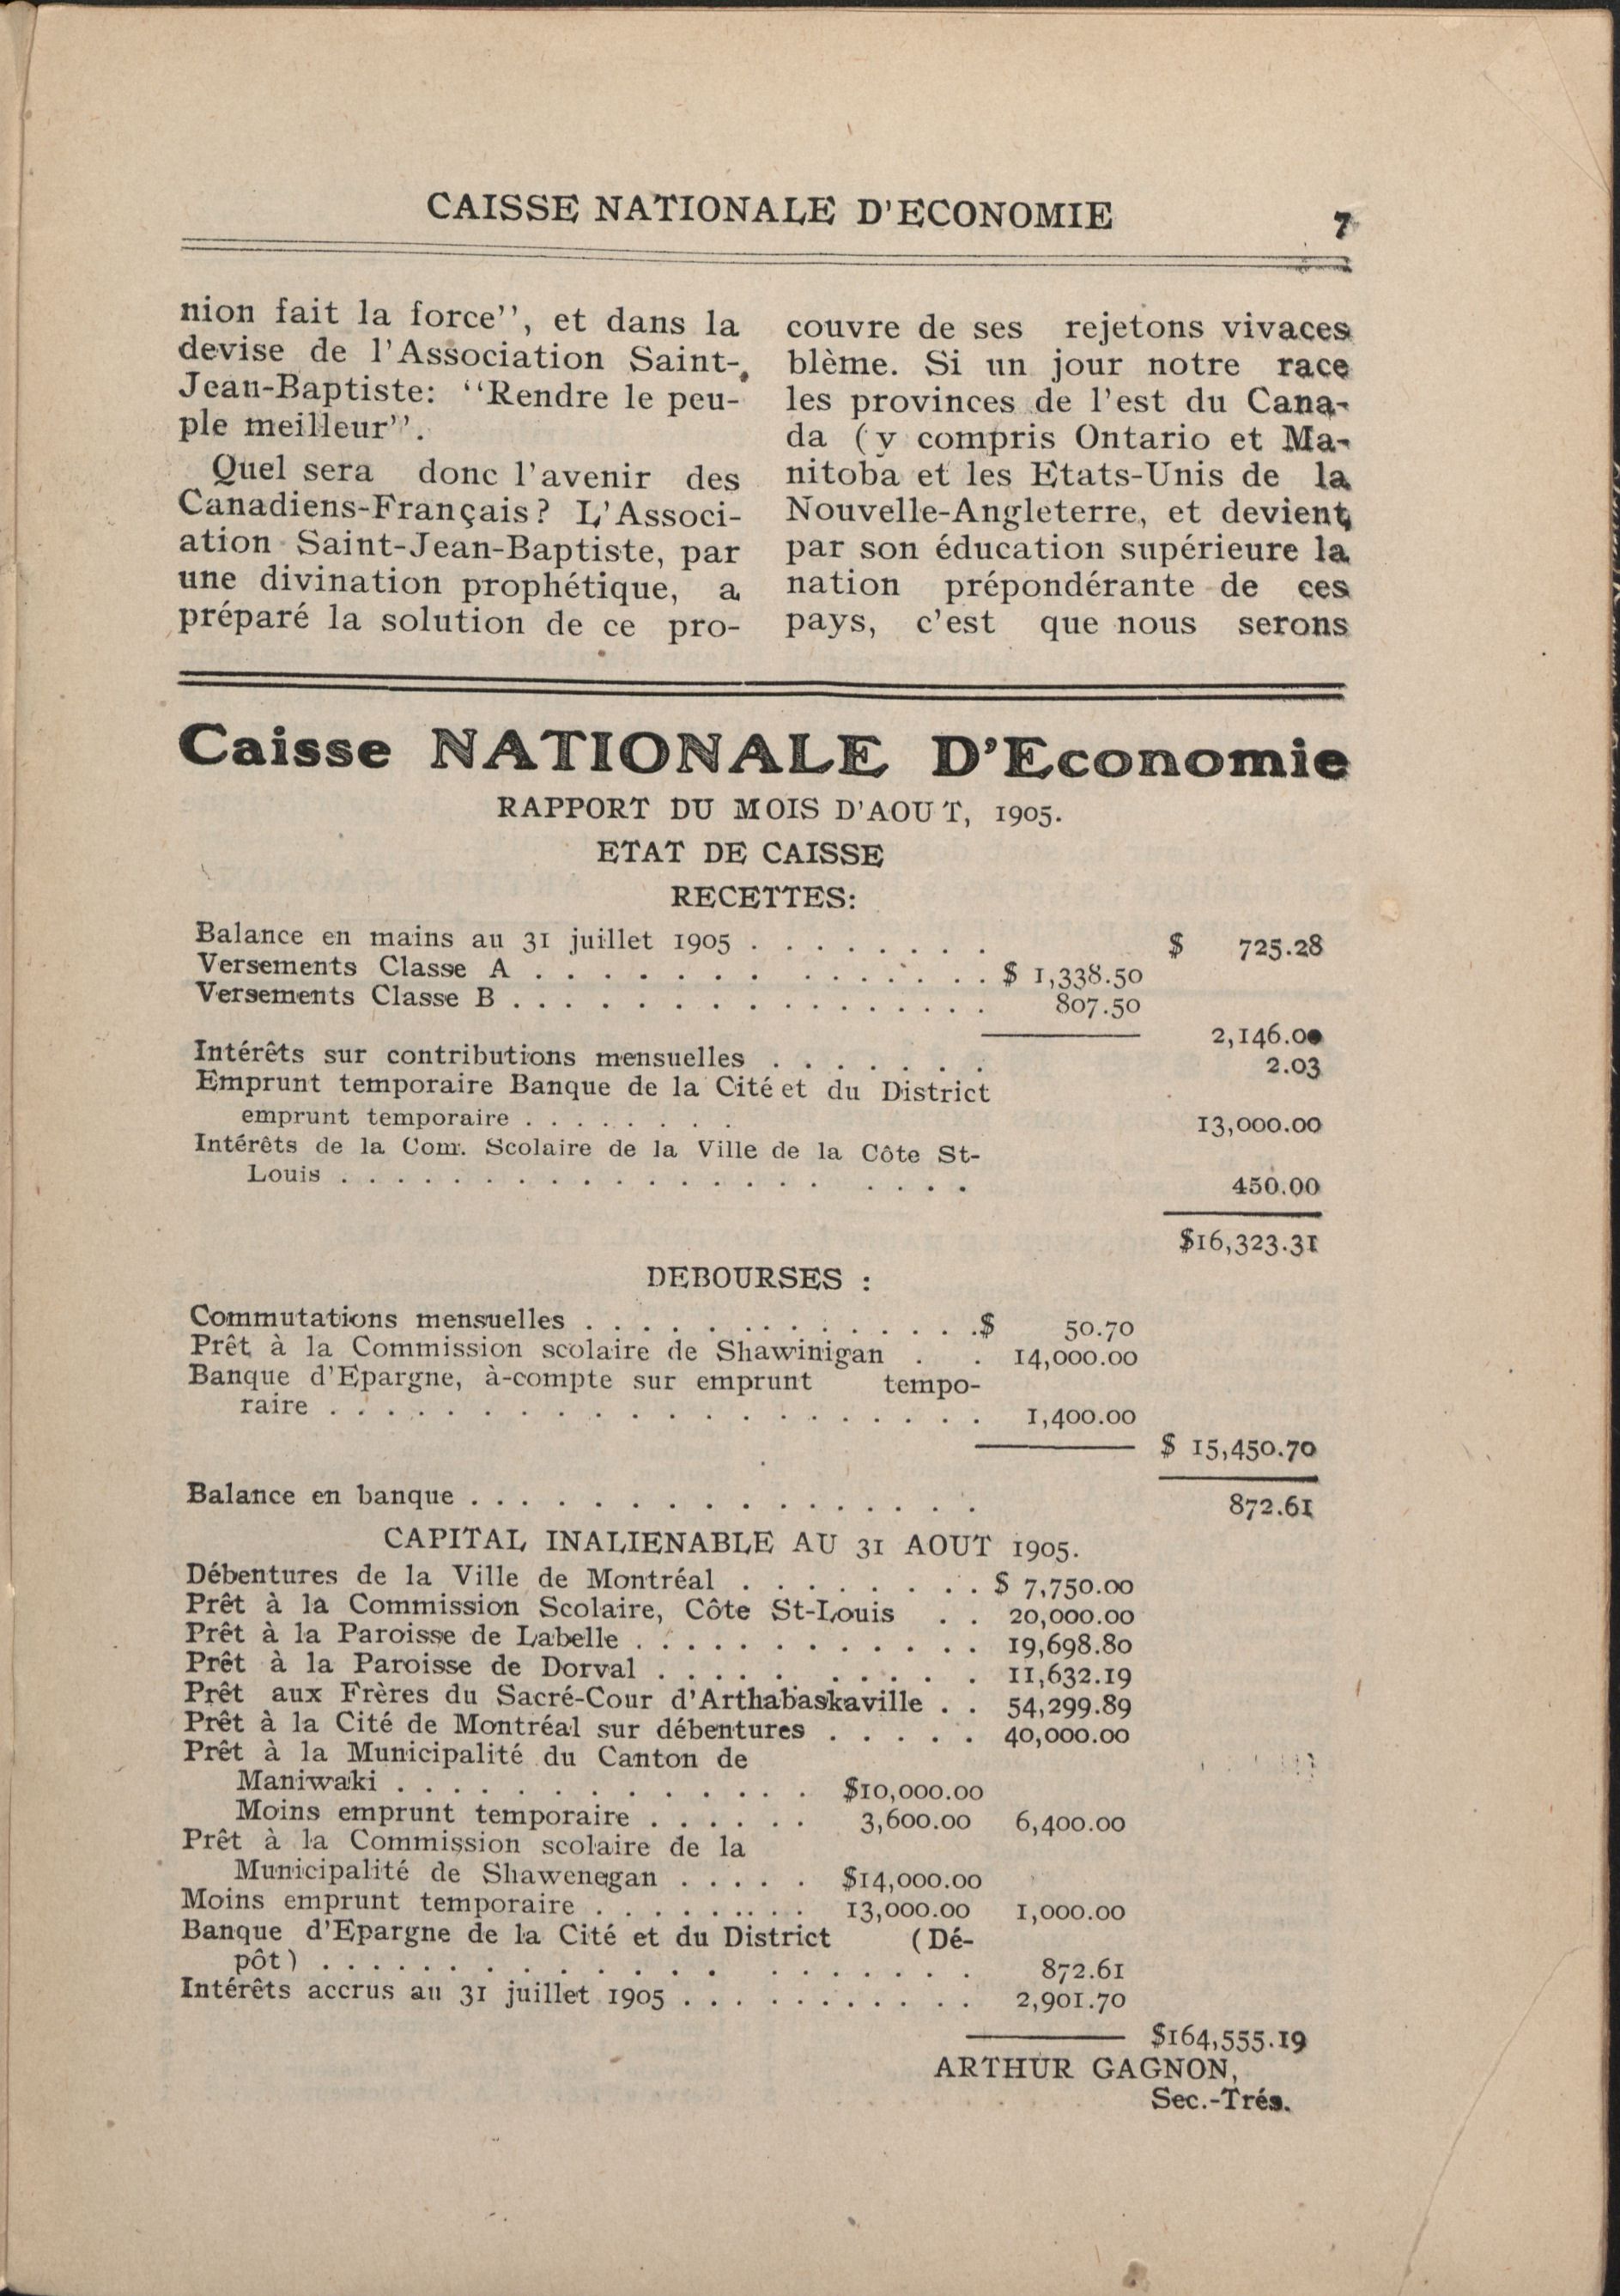 CAISSE NATIONALE D'ECONOMIE 7
nion fait la force'', et dans la
devise de l'Association Saint-
Jean-Baptiste: ''Rendre le peu-
ple meilleur''.
Quel sera donc l'avenir des
Canadiens-Français? L'Associ-
ation Saint-Jean-Baptiste, par
une divination prophétique, a
préparé la solution de ce pro-
couvre de ses rejetons vivaces
blème. Si un jour notre race
les provinces de l'est du Cana-
da (y compris Ontario et Ma-
nitoba et les Etats-Unis de la
Nouvelle-Angleterre, et devient
par son éducation supérieure la
nation prépondérante de ces
pays, c'est que nous serons
Caisse NATIONALE D'Economie
RAPPORT DU MOIS D'AOUT, 1905.
ETAT DE CAISSE
RECETTES:
Balance en mains au 31 juillet 1905 . . . . . . . . $ 725.28
Versements Classe A . . . . . . . . . . . . . . . . $ 1,338.50
Versements Classe B . . . . . . . . . . . . . . . . 807.50
2,146.00
Intérêts sur contributions mensuelles . . . . . . . 2.03
Emprunt temporaire Banque de la Cité et du District
emprunt temporaire . . . . . . . . 13,000.00
Intérêts de la Com. Scolaire de la Ville de la Côte St-
Louis . . . . . . . . . . . . . . . . . . . . . 450.00
$16,323.31
DEBOURSES :
Commutations mensuelles . . . . . . . . . . . . . .$ 50.70
Prêt à la Commission scolaire de Shawinigan . . 14,000.00
Banque d'Epargne, à-compte sur emprunt tempo-
raire . . . . . . . . . . . . . . . . . . . . . 1,400.00
$ 15,450.70
Balance en banque . . . . . . . . . . . . . . . . . 872.61
CAPITAL INALIENABLE AU 31 AOUT 1905.
Débentures de la Ville de Montréal . . . . . . . . . $ 7,750.00
Prêt à la Commission Scolaire, Côte St-Louis . . 20,000.00
Prêt à la Paroisse de Labelle . . . . . . . . . . . . 19,698.80
Prêt à la Paroisse de Dorval . . . . . . . . . . . . 11,632.19
Prêt aux Frères du Sacré-Cour d'Arthabaskaville . . 54,299.89
Prêt à la Cité de Montréal sur débentures . . . . . 40,000.00
Prêt à la Municipalité du Canton de
Maniwaki . . . . . . . . . . . . . . . $10,000.00
Moins emprunt temporaire . . . . . . 3,600.00 6,400.00
Prêt à la Commission scolaire de la
Municipalité de Shawenegan . . . . . $14,000.00
Moins emprunt temporaire . . . . . . . . 13,000.00 1,000.00
Banque d'Epargne de la Cité et du District (Dé-
pôt) . . . . . . . . . . . . . . . . . . . . . 872.61
Intérêts accrus au 31 juillet 1905 . . . . . . . . . . . 2,901.70
$164,555.19
ARTHUR GAGNON,
Sec.-Trés.